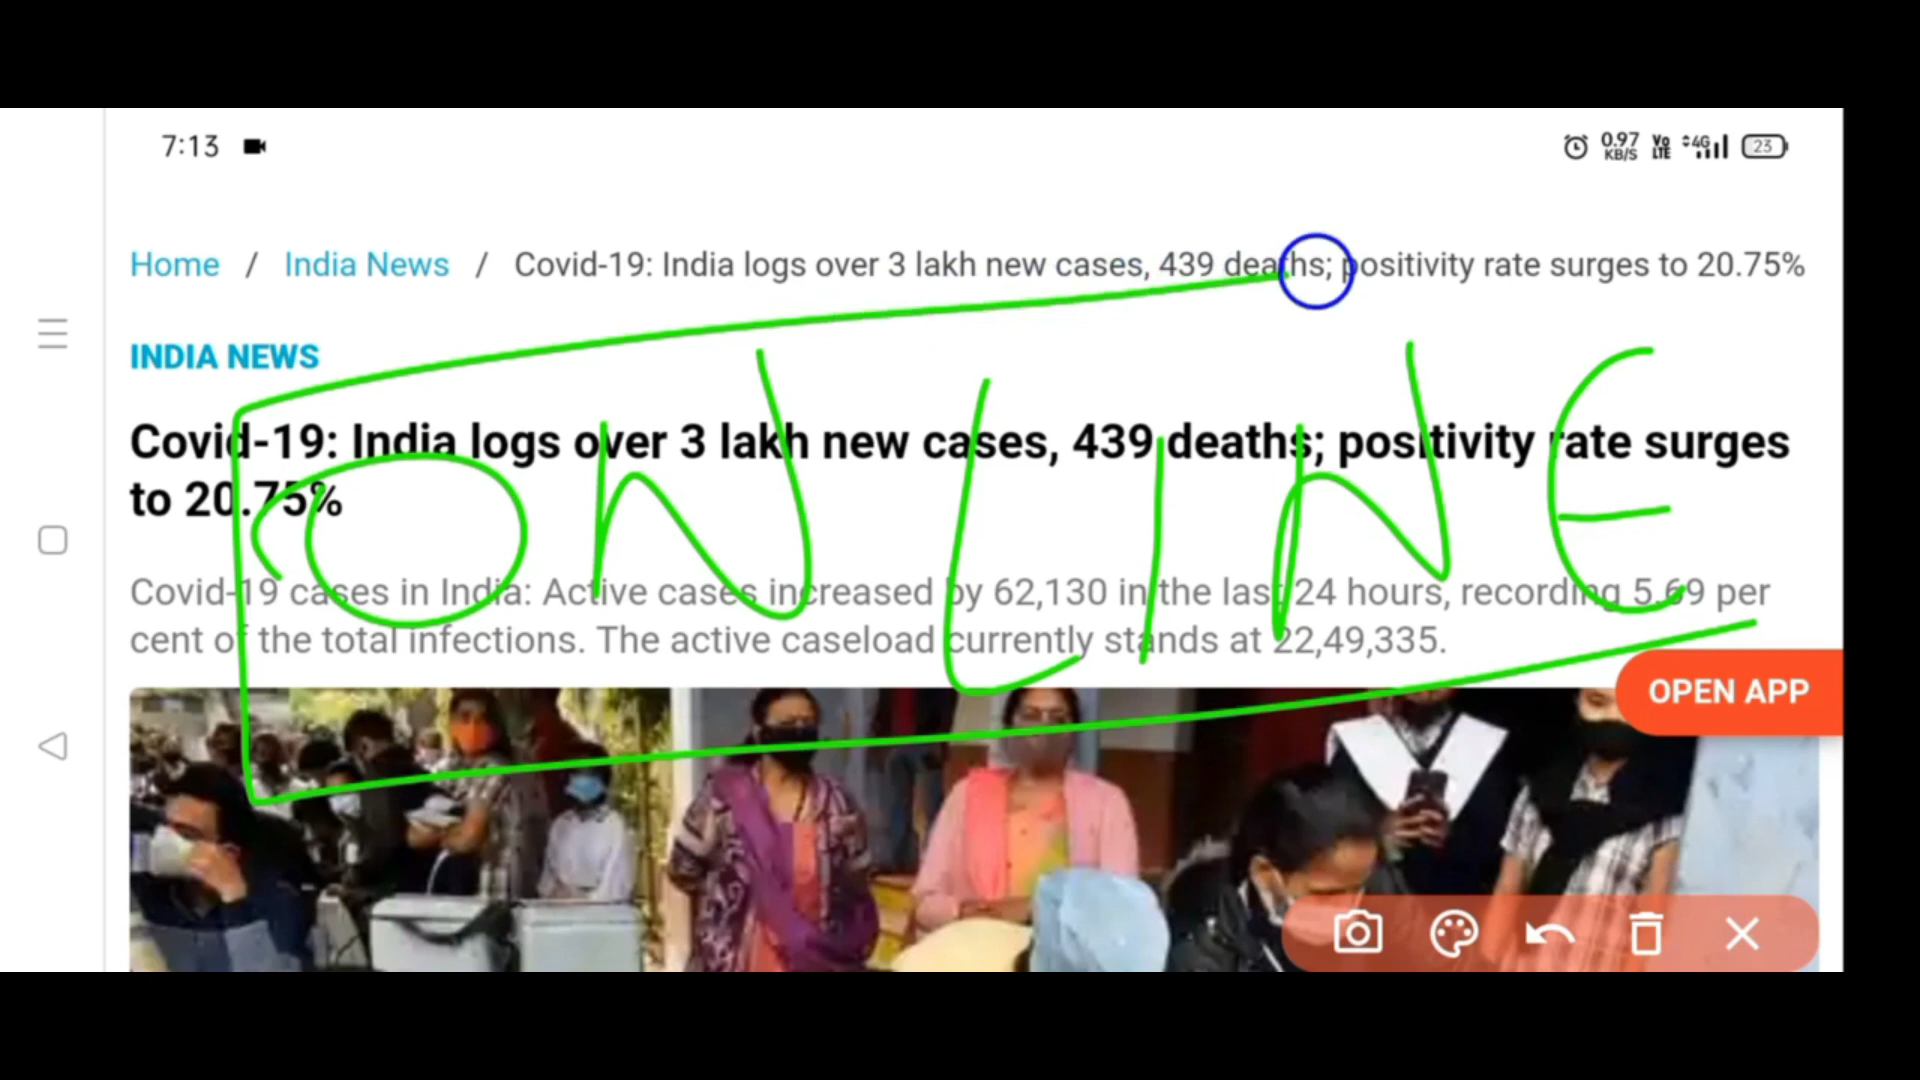 7:13 0.97 KB/S Vo LTE 4G 23
Home / India News / Covid-19: India logs over 3 lakh new cases, 439 deaths; positivity rate surges to 20.75%
INDIA NEWS
Covid-19: India logs over 3 lakh new cases, 439 deaths; positivity rate surges
to 20.75%
ONLINE
Covid-19 cases in India: Active cases increased by 62,130 in the last 24 hours, recording 5.69 per
cent of the total infections. The active caseload currently stands at 22,49,335.
OPEN APP